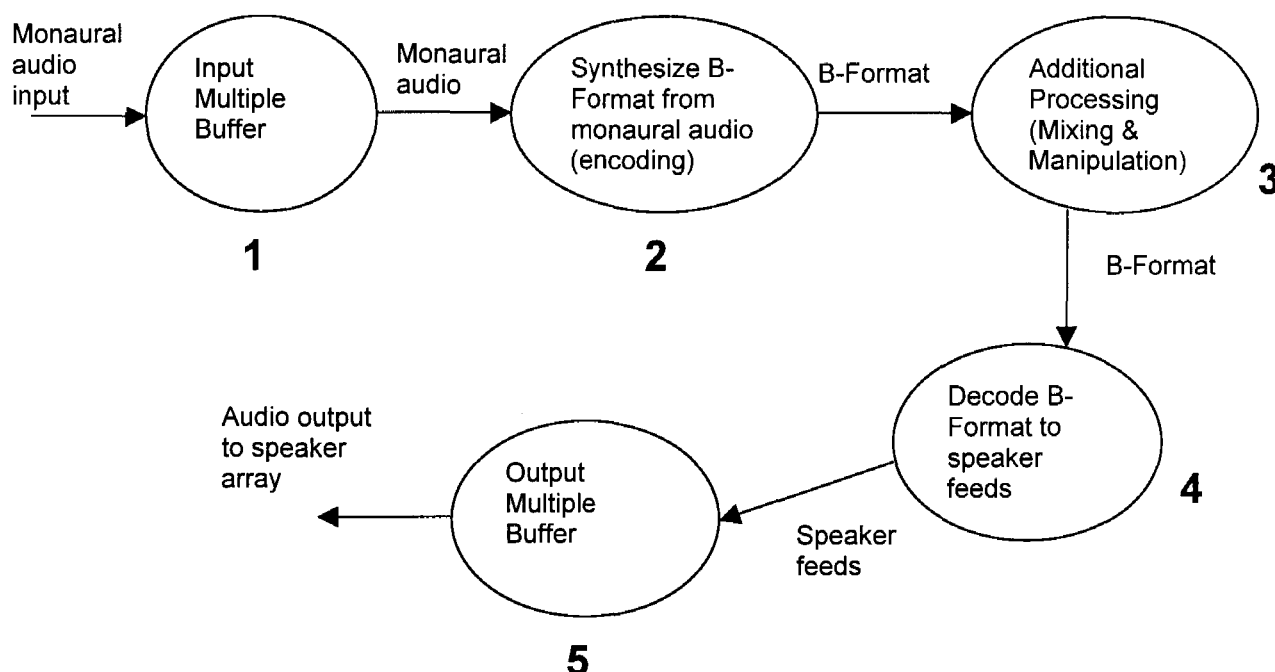 Monaural
audio
input
Input
Multiple
Buffer
1
Monaural
audio
Synthesize B-
Format from
monaural audio
(encoding)
2
B-Format
Additional
Processing
(Mixing &
Manipulation)
3
B-Format
Decode B-
Format to
speaker
feeds
4
Speaker
feeds
Output
Multiple
Buffer
5
Audio output
to speaker
array